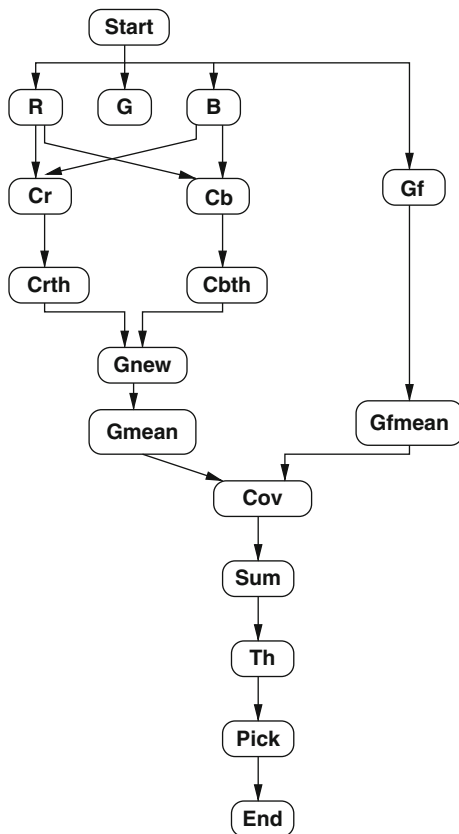 Start
R
G
B
Cr
Cb
Gf
Crth
Cbth
Gnew
Gmean
Gfmean
Cov
Sum
Th
Pick
End